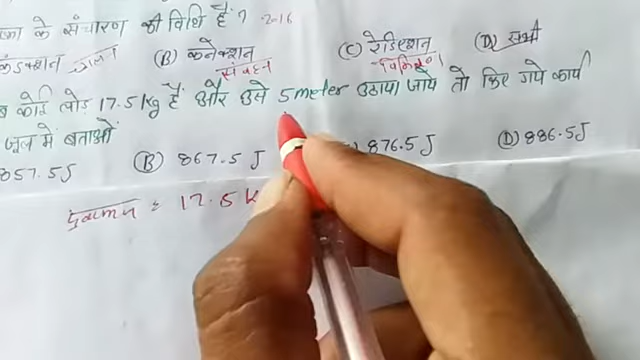 के संचारण की विधि है ? 2016
कंडक्शन चालन (B) कनेक्शन संवहन (C) रेडिएशन विकिरण (D) सभी
कोई लोड 17.5 kg है और उसे 5 meter उठाया जाये तो किए गये कार्य
जूल में बताओं
857.5 J (B) 867.5 J 876.5 J (D) 886.5 J
द्रव्यमान = 17.5 k